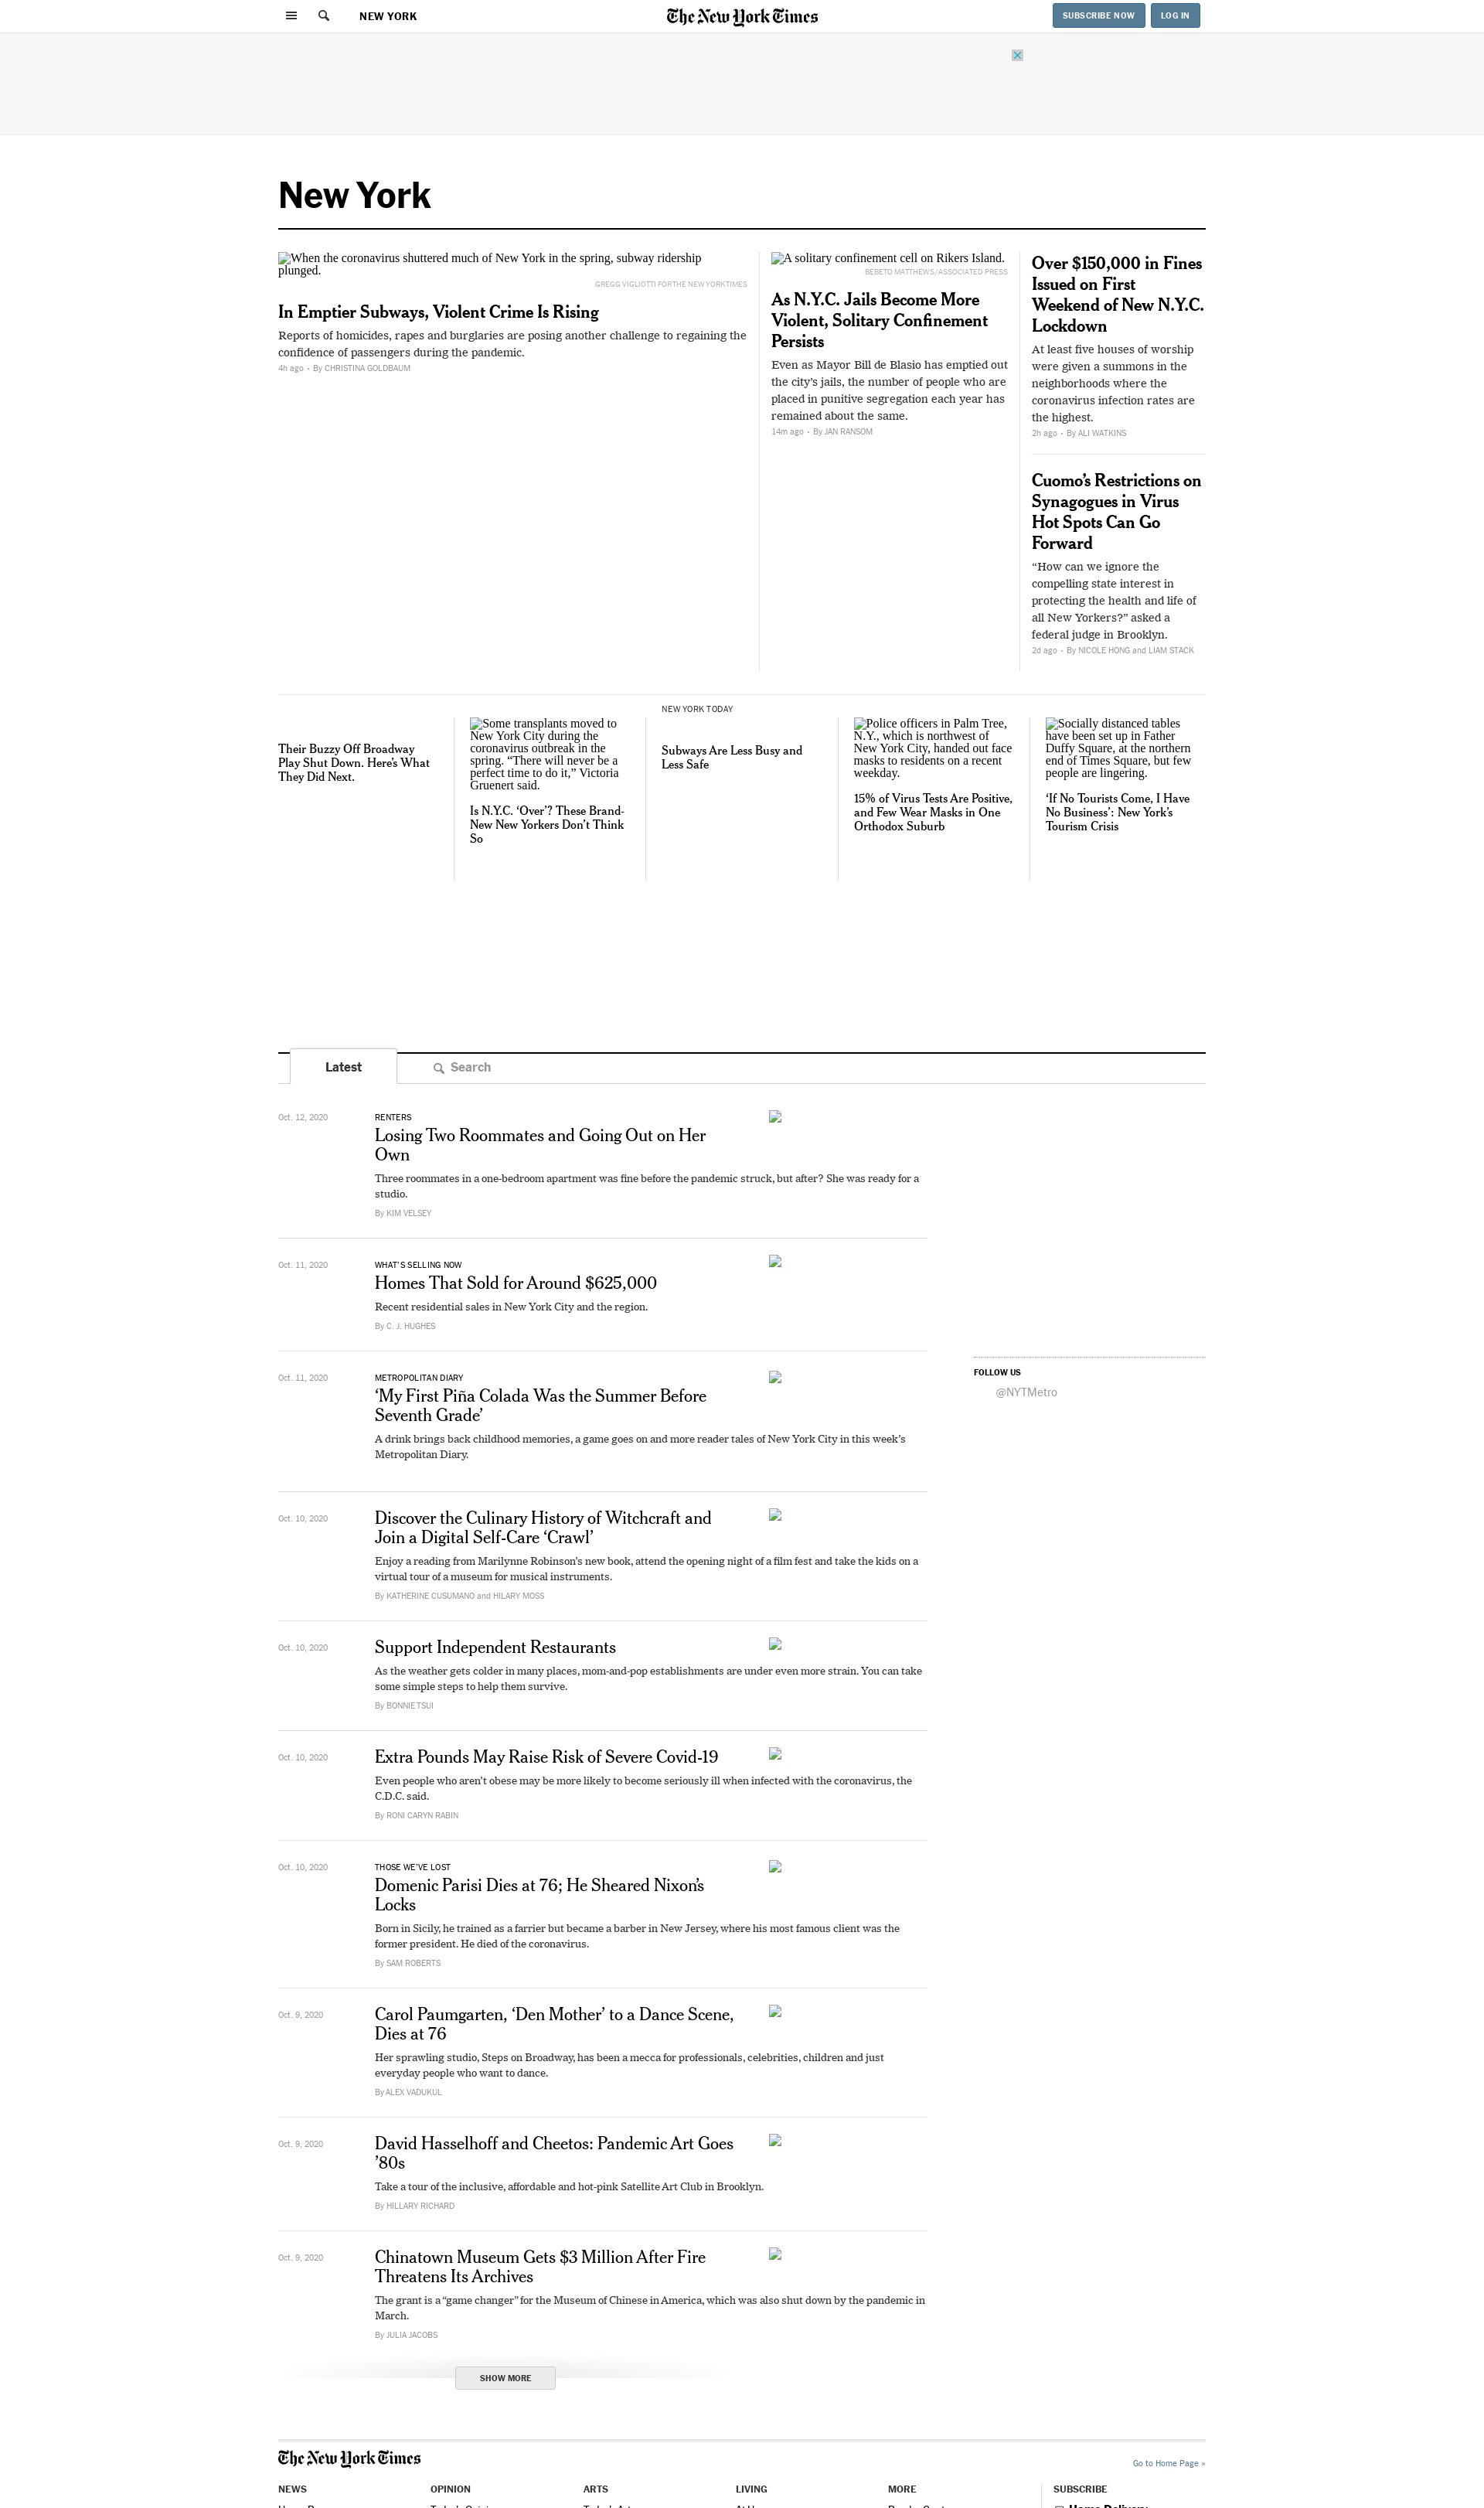 NEW YORK
The New York Times
SUBSCRIBE NOW
LOG IN
New York
When the coronavirus shuttered much of New York in the spring, subway ridership
plunged.
GREGG VIGLIOTTI FOR THE NEW YORK TIMES
In Emptier Subways, Violent Crime Is Rising
Reports of homicides, rapes and burglaries are posing another challenge to regaining the
confidence of passengers during the pandemic.
4h ago • By CHRISTINA GOLDBAUM
A solitary confinement cell on Rikers Island.
BEBETO MATTHEWS/ASSOCIATED PRESS
As N.Y.C. Jails Become More
Violent, Solitary Confinement
Persists
Even as Mayor Bill de Blasio has emptied out
the city’s jails, the number of people who are
placed in punitive segregation each year has
remained about the same.
14m ago • By JAN RANSOM
Over $150,000 in Fines
Issued on First
Weekend of New N.Y.C.
Lockdown
At least five houses of worship
were given a summons in the
neighborhoods where the
coronavirus infection rates are
the highest.
2h ago • By ALI WATKINS
Cuomo’s Restrictions on
Synagogues in Virus
Hot Spots Can Go
Forward
“How can we ignore the
compelling state interest in
protecting the health and life of
all New Yorkers?” asked a
federal judge in Brooklyn.
2d ago • By NICOLE HONG and LIAM STACK
Their Buzzy Off Broadway
Play Shut Down. Here’s What
They Did Next.
Some transplants moved to
New York City during the
coronavirus outbreak in the
spring. “There will never be a
perfect time to do it,” Victoria
Gruenert said.
Is N.Y.C. ‘Over’? These Brand-
New New Yorkers Don’t Think
So
NEW YORK TODAY
Subways Are Less Busy and
Less Safe
Police officers in Palm Tree,
N.Y., which is northwest of
New York City, handed out face
masks to residents on a recent
weekday.
15% of Virus Tests Are Positive,
and Few Wear Masks in One
Orthodox Suburb
Socially distanced tables
have been set up in Father
Duffy Square, at the northern
end of Times Square, but few
people are lingering.
‘If No Tourists Come, I Have
No Business’: New York’s
Tourism Crisis
Latest
Search
Oct. 12, 2020
RENTERS
Losing Two Roommates and Going Out on Her
Own
Three roommates in a one-bedroom apartment was fine before the pandemic struck, but after? She was ready for a
studio.
By KIM VELSEY
Oct. 11, 2020
WHAT’S SELLING NOW
Homes That Sold for Around $625,000
Recent residential sales in New York City and the region.
By C. J. HUGHES
Oct. 11, 2020
METROPOLITAN DIARY
‘My First Piña Colada Was the Summer Before
Seventh Grade’
A drink brings back childhood memories, a game goes on and more reader tales of New York City in this week’s
Metropolitan Diary.
FOLLOW US
@NYTMetro
Oct. 10, 2020
Discover the Culinary History of Witchcraft and
Join a Digital Self-Care ‘Crawl’
Enjoy a reading from Marilynne Robinson’s new book, attend the opening night of a film fest and take the kids on a
virtual tour of a museum for musical instruments.
By KATHERINE CUSUMANO and HILARY MOSS
Oct. 10, 2020
Support Independent Restaurants
As the weather gets colder in many places, mom-and-pop establishments are under even more strain. You can take
some simple steps to help them survive.
By BONNIE TSUI
Oct. 10, 2020
Extra Pounds May Raise Risk of Severe Covid-19
Even people who aren’t obese may be more likely to become seriously ill when infected with the coronavirus, the
C.D.C. said.
By RONI CARYN RABIN
Oct. 10, 2020
THOSE WE’VE LOST
Domenic Parisi Dies at 76; He Sheared Nixon’s
Locks
Born in Sicily, he trained as a farrier but became a barber in New Jersey, where his most famous client was the
former president. He died of the coronavirus.
By SAM ROBERTS
Oct. 9, 2020
Carol Paumgarten, ‘Den Mother’ to a Dance Scene,
Dies at 76
Her sprawling studio, Steps on Broadway, has been a mecca for professionals, celebrities, children and just
everyday people who want to dance.
By ALEX VADUKUL
Oct. 9, 2020
David Hasselhoff and Cheetos: Pandemic Art Goes
’80s
Take a tour of the inclusive, affordable and hot-pink Satellite Art Club in Brooklyn.
By HILLARY RICHARD
Oct. 9, 2020
Chinatown Museum Gets $3 Million After Fire
Threatens Its Archives
The grant is a “game changer” for the Museum of Chinese in America, which was also shut down by the pandemic in
March.
By JULIA JACOBS
SHOW MORE
The New York Times
Go to Home Page »
NEWS
OPINION
ARTS
LIVING
MORE
SUBSCRIBE